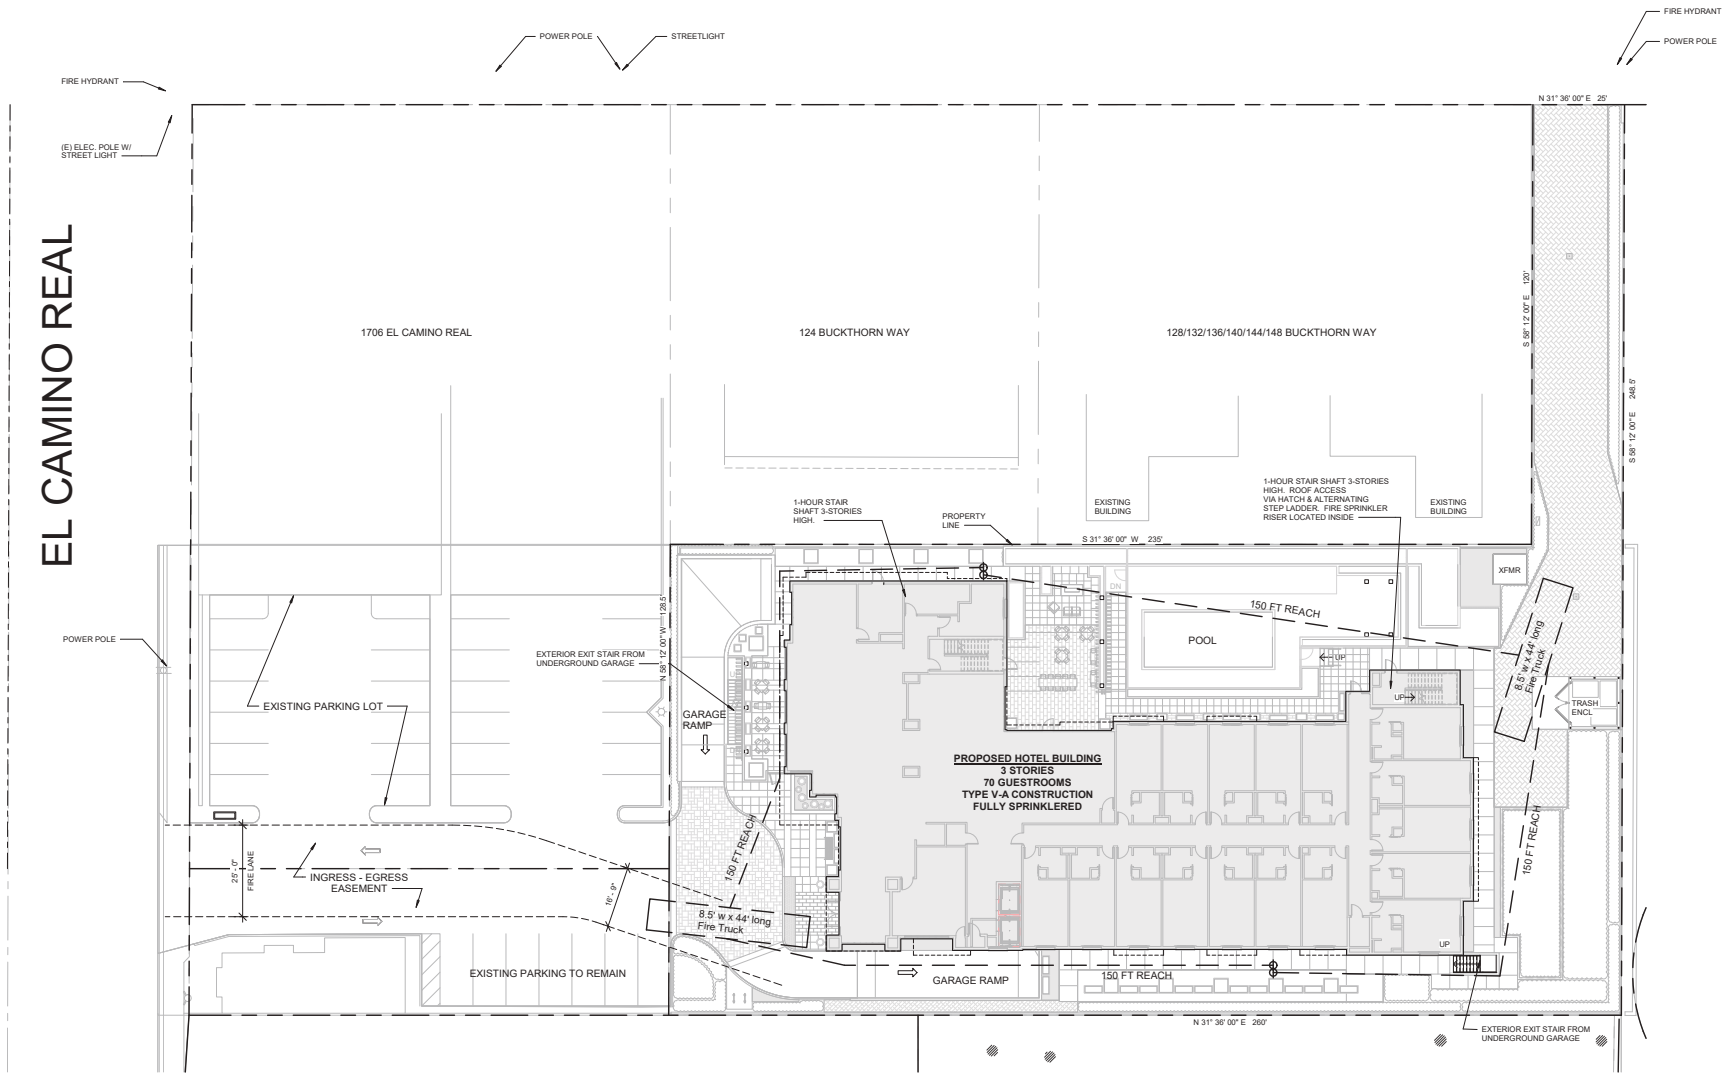 FIRE HYDRANT
POWER POLE
STREETLIGHT
POWER POLE
FIRE HYDRANT
N 31° 36' 00" E 25'
(E) ELEC. POLE W/
STREET LIGHT
EL CAMINO REAL
1706 EL CAMINO REAL
124 BUCKTHORN WAY
128/132/136/140/144/148 BUCKTHORN WAY
S 58° 12' 00" E 120'
S 58° 12' 00" E 248.5'
1-HOUR STAIR
SHAFT 3-STORIES
HIGH.
PROPERTY
LINE
EXISTING
BUILDING
1-HOUR STAIR SHAFT 3-STORIES
HIGH. ROOF ACCESS
VIA HATCH & ALTERNATING
STEP LADDER. FIRE SPRINKLER
RISER LOCATED INSIDE
EXISTING
BUILDING
S 31° 36' 00" W 235'
XFMR
DN
150 FT REACH
N 58° 12' 00" W 128.5'
POWER POLE
EXTERIOR EXIT STAIR FROM
UNDERGROUND GARAGE
POOL
UP
8.5' w x 44' long
Fire Truck
UP
TRASH
ENCL
EXISTING PARKING LOT
GARAGE
RAMP
PROPOSED HOTEL BUILDING
3 STORIES
70 GUESTROOMS
TYPE V-A CONSTRUCTION
FULLY SPRINKLERED
150 FT REACH
150 FT REACH
25' - 0"
FIRE LANE
INGRESS - EGRESS
EASEMENT
16' - 9"
8.5' w x 44' long
Fire Truck
UP
EXISTING PARKING TO REMAIN
GARAGE RAMP
150 FT REACH
N 31° 36' 00" E 260'
EXTERIOR EXIT STAIR FROM
UNDERGROUND GARAGE